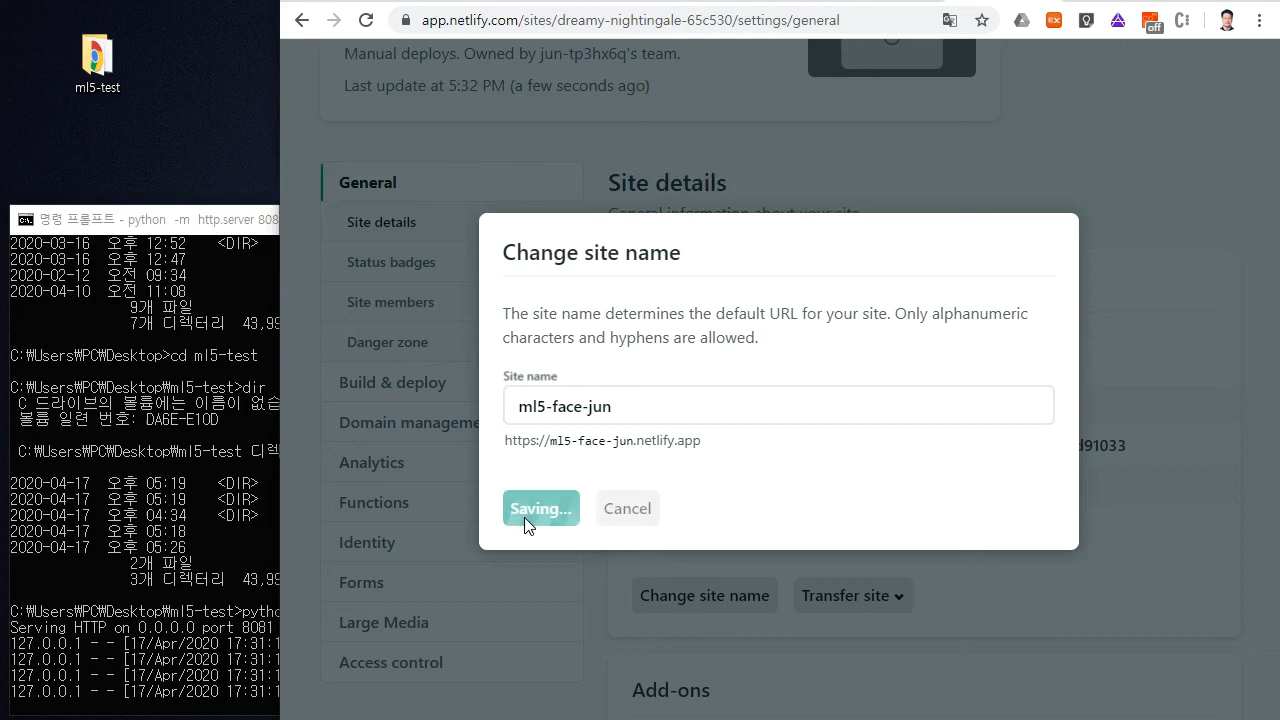 ml5-test
명령 프롬프트 - python -m http.server 808
2020-03-16 오후 12:52 <DIR>
2020-03-16 오후 12:47
2020-02-12 오전 09:34
2020-04-10 오전 11:08
9개 파일
7개 디렉터리 43,99
C:\Users\PC\Desktop>cd ml5-test
C:\Users\PC\Desktop\ml5-test>dir
C 드라이브의 볼륨에는 이름이 없습
볼륨 일련 번호: DA6E-E10D
C:\Users\PC\Desktop\ml5-test 디렉
2020-04-17 오후 05:19 <DIR>
2020-04-17 오후 05:19 <DIR>
2020-04-17 오후 04:34 <DIR>
2020-04-17 오후 05:18
2020-04-17 오후 05:26
2개 파일
3개 디렉터리 43,99
C:\Users\PC\Desktop\ml5-test>pytho
Serving HTTP on 0.0.0.0 port 8081
127.0.0.1 - - [17/Apr/2020 17:31:1
127.0.0.1 - - [17/Apr/2020 17:31:1
127.0.0.1 - - [17/Apr/2020 17:31:1
127.0.0.1 - - [17/Apr/2020 17:31:1
app.netlify.com/sites/dreamy-nightingale-65c530/settings/general
off
Manual deploys. Owned by jun-tp3hx6q's team.
Last update at 5:32 PM (a few seconds ago)
General
Site details
Status badges
Site members
Danger zone
Build & deploy
Domain manageme
Analytics
Functions
Identity
Forms
Large Media
Access control
Site details
General information about your site
Change site name
The site name determines the default URL for your site. Only alphanumeric
characters and hyphens are allowed.
Site name
ml5-face-jun
https://ml5-face-jun.netlify.app
Saving...
Cancel
d91033
Change site name
Transfer site
Add-ons